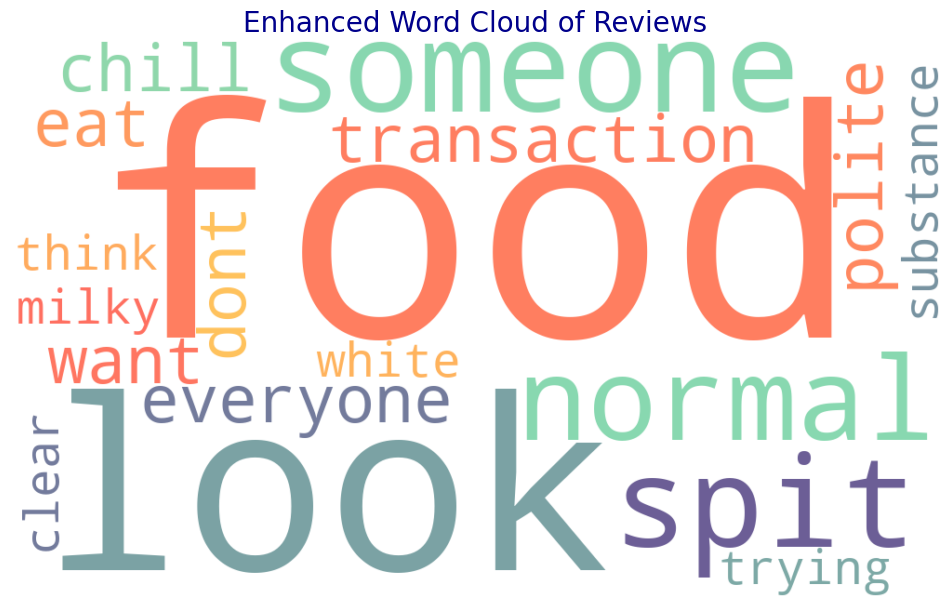 Enhanced Word Cloud of Reviews
chill
someone
eat
food
transaction
polite
substance
think
dont
milky
want
white
everyone
normal
look
clear
spit
trying